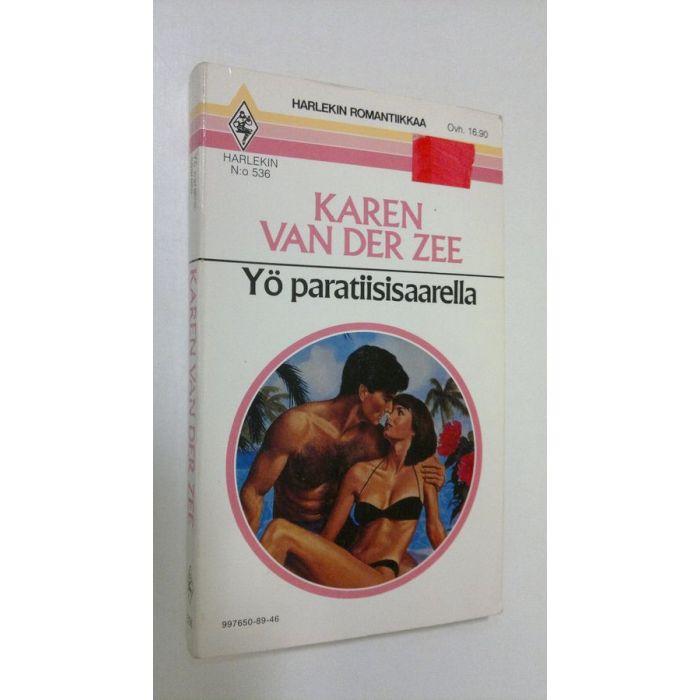 HARLEKIN ROMANTIIKKAA
Ovh. 16.90
HARLEKIN
N:o 536
KAREN
VAN DER ZEE
Yö paratiisisaarella
997650-89-46
KAREN VAN DER ZEE